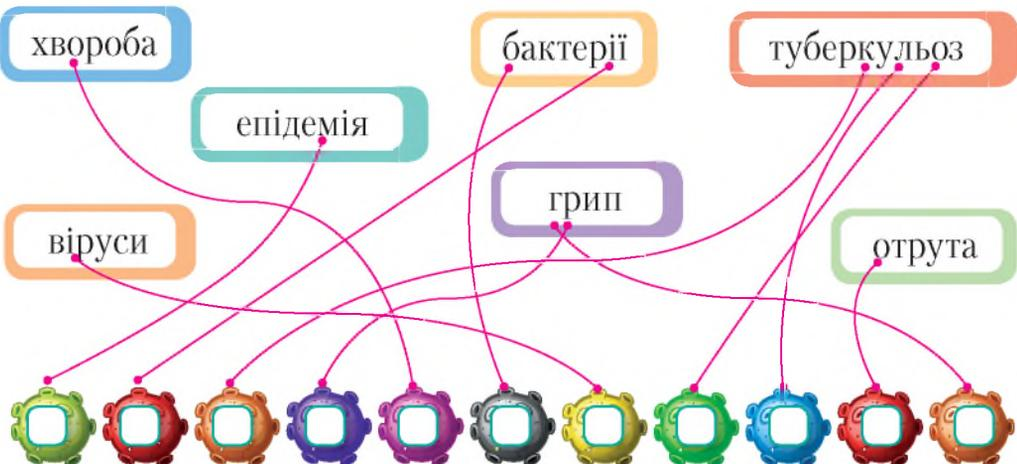 хвороба
бактерії
туберкульоз
епідемія
грип
віруси
отрута